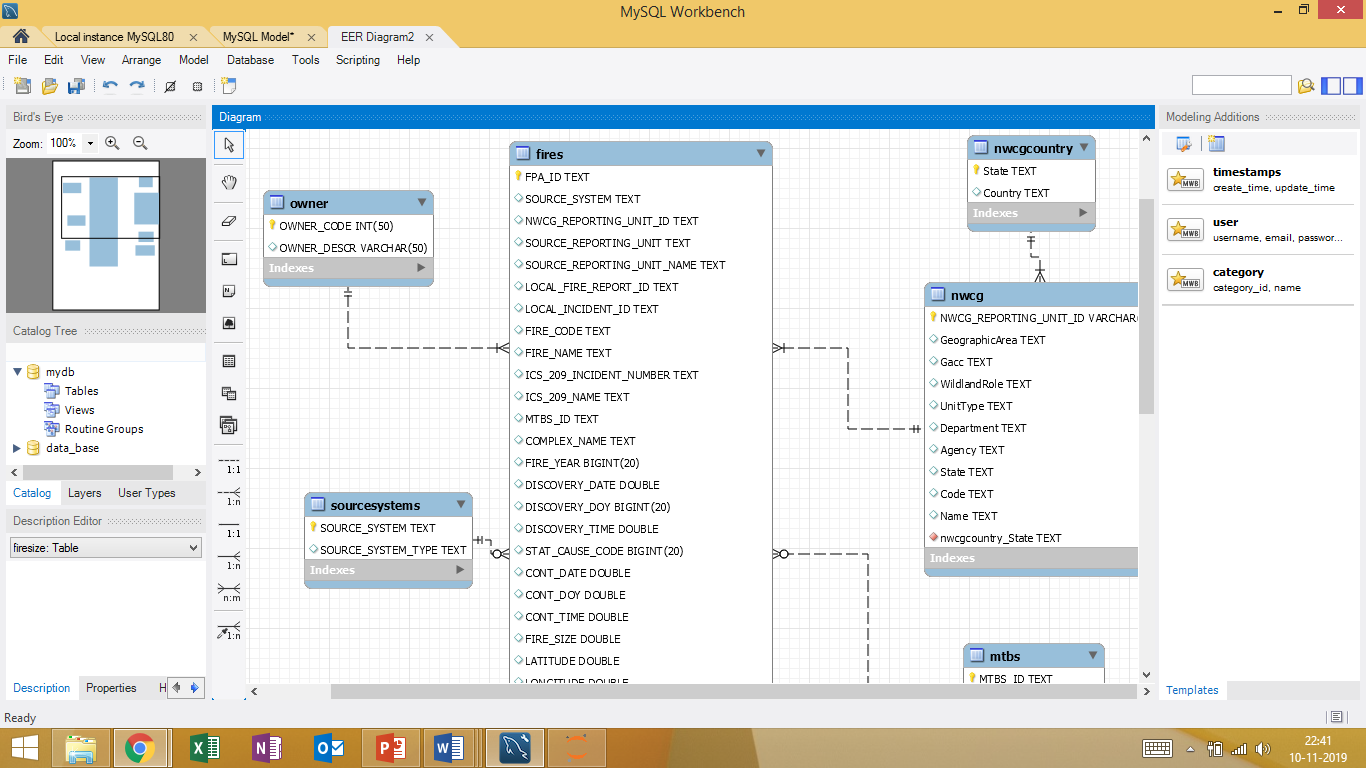 MySQL Workbench
Local instance MySQL80
MySQL Model*
EER Diagram2
File Edit View Arrange Model Database Tools Scripting Help
Bird's Eye
Zoom: 100%
Catalog Tree
mydb
Tables
Views
Routine Groups
data_base
Catalog Layers User Types
Description Editor
firesize: Table
Description Properties H
Ready
Diagram
1:1
1:n
1:1
1:n
n:m
1:n
owner
OWNER_CODE INT(50)
OWNER_DESCR VARCHAR(50)
Indexes
sourcesystems
SOURCE_SYSTEM TEXT
SOURCE_SYSTEM_TYPE TEXT
Indexes
fires
FPA_ID TEXT
SOURCE_SYSTEM TEXT
NWCG_REPORTING_UNIT_ID TEXT
SOURCE_REPORTING_UNIT TEXT
SOURCE_REPORTING_UNIT_NAME TEXT
LOCAL_FIRE_REPORT_ID TEXT
LOCAL_INCIDENT_ID TEXT
FIRE_CODE TEXT
FIRE_NAME TEXT
ICS_209_INCIDENT_NUMBER TEXT
ICS_209_NAME TEXT
MTBS_ID TEXT
COMPLEX_NAME TEXT
FIRE_YEAR BIGINT(20)
DISCOVERY_DATE DOUBLE
DISCOVERY_DOY BIGINT(20)
DISCOVERY_TIME DOUBLE
STAT_CAUSE_CODE BIGINT(20)
CONT_DATE DOUBLE
CONT_DOY DOUBLE
CONT_TIME DOUBLE
FIRE_SIZE DOUBLE
LATITUDE DOUBLE
LONGITUDE DOUBLE
nwcgcountry
State TEXT
Country TEXT
Indexes
nwcg
NWCG_REPORTING_UNIT_ID VARCHAR(
GeographicArea TEXT
Gacc TEXT
WildlandRole TEXT
UnitType TEXT
Department TEXT
Agency TEXT
State TEXT
Code TEXT
Name TEXT
nwcgcountry_State TEXT
Indexes
mtbs
MTBS_ID TEXT
Modeling Additions
timestamps
create_time, update_time
user
username, email, passwor...
category
category_id, name
MWB
MWB
MWB
Templates
22:41
10-11-2019